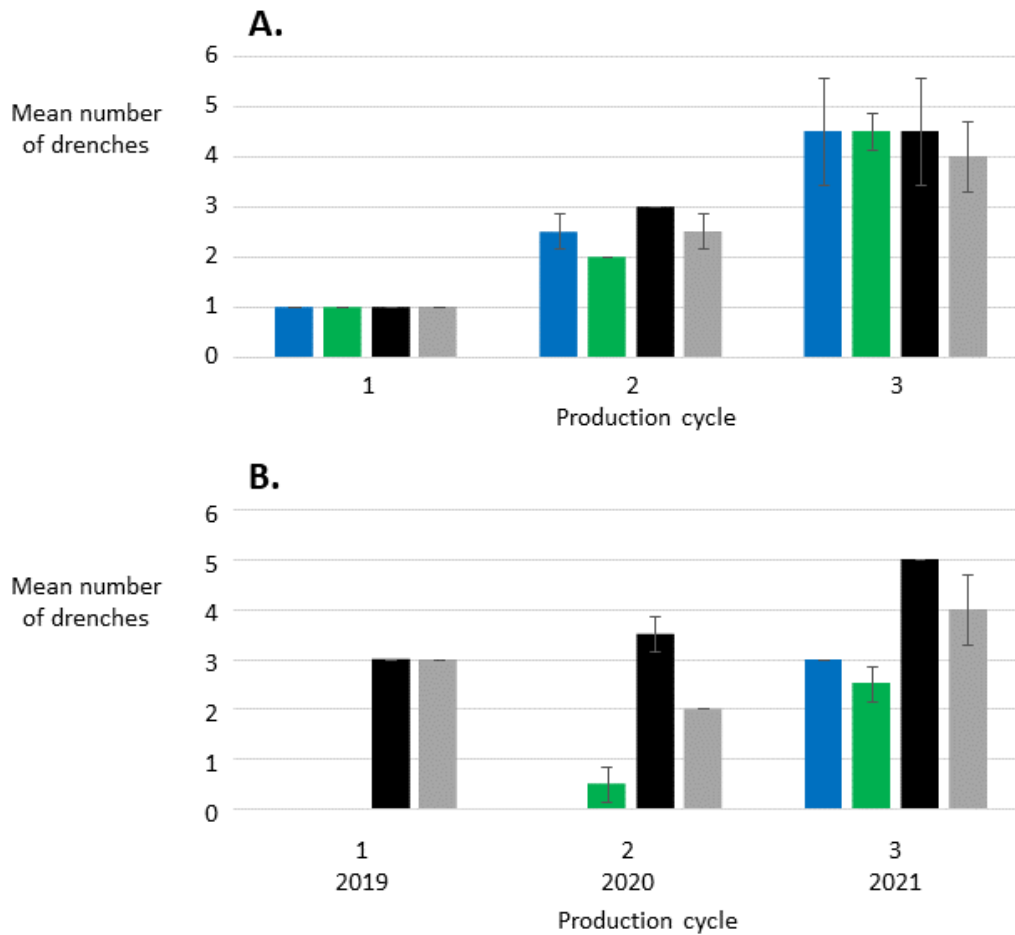 A.
Mean number
of drenches
6
5
4
3
2
1
0
1 2 3
Production cycle
B.
Mean number
of drenches
6
5
4
3
2
1
0
1 2 3
2019 2020 2021
Production cycle